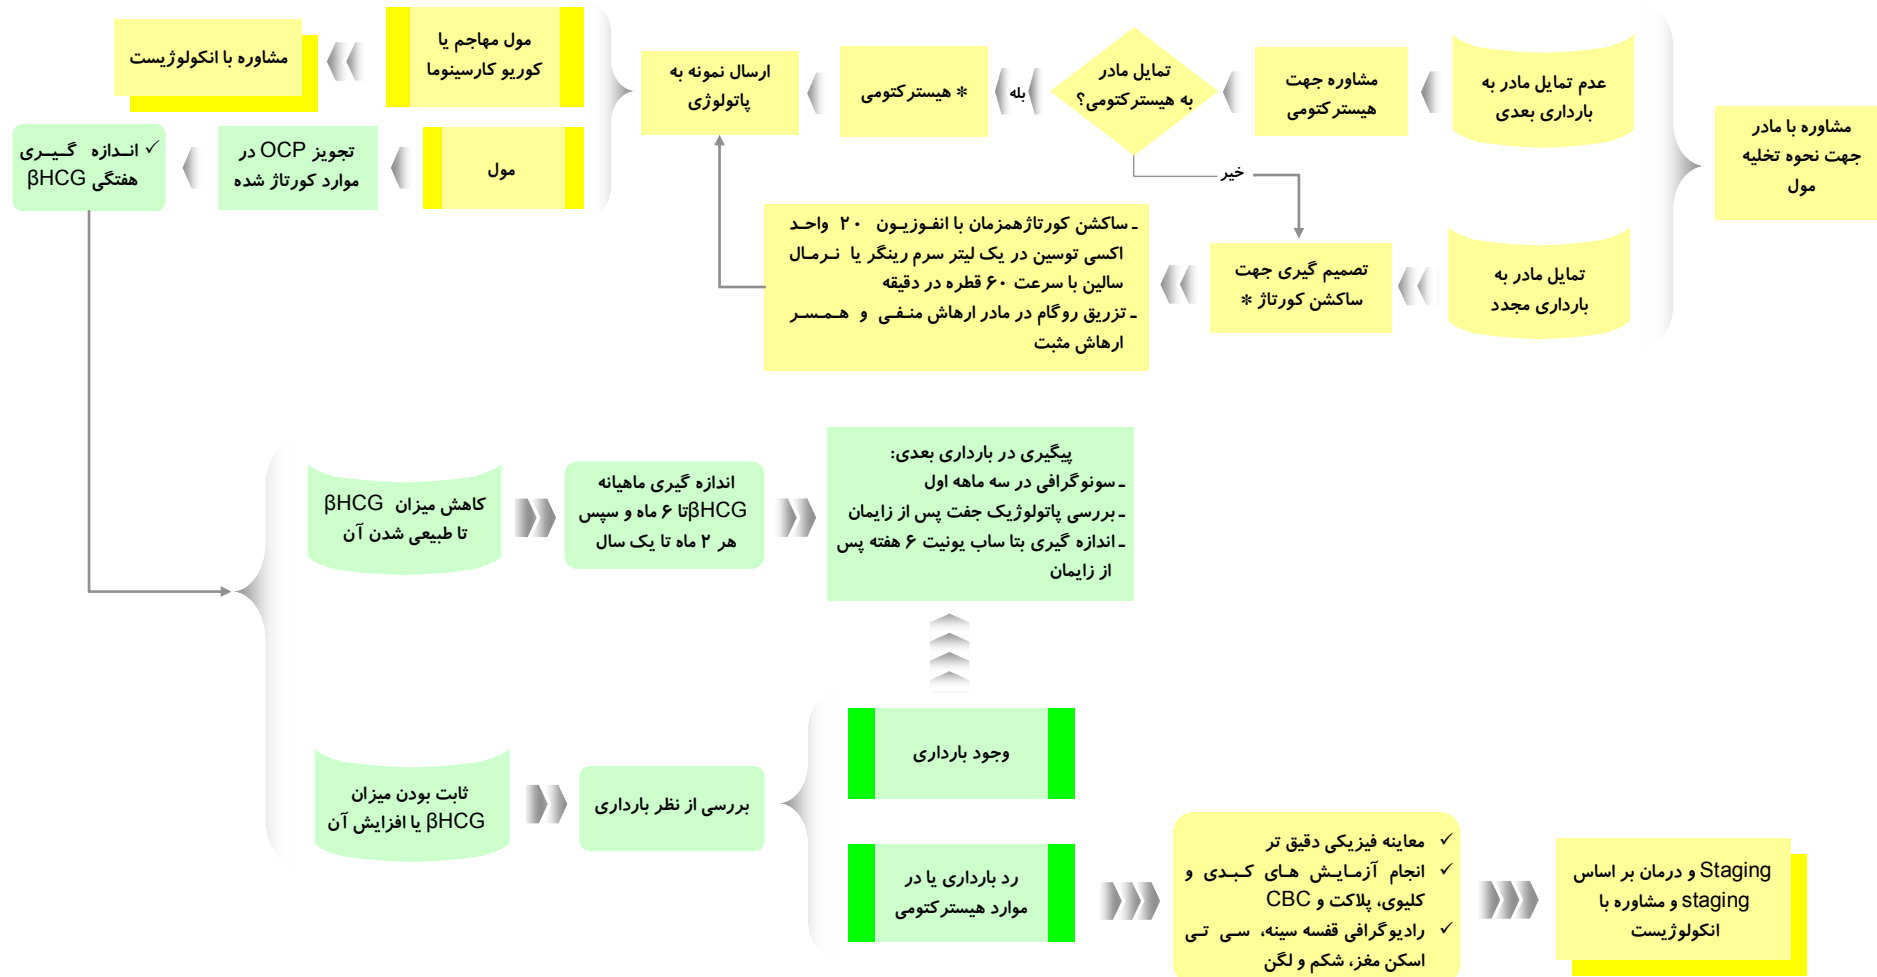 مشاوره با مادر
جهت نحوه تخلیه
مول
عدم تمایل مادر به
بارداری بعدی
مشاوره جهت
هیسترکتومی
تمایل مادر
به هیسترکتومی؟
بله
خیر
* هیسترکتومی
ارسال نمونه به
پاتولوژی
مول مهاجم یا
کوریو کارسینوما
مشاوره با انکولوژیست
مول
تجویز OCP در
موارد کورتاژ شده
✓ اندازه گیری
هفتگی βHCG
تمایل مادر به
بارداری مجدد
تصمیم گیری جهت
ساکشن کورتاژ *
ـ ساکشن کورتاژهمزمان با انفوزیون ۲۰ واحد
اکسی توسین در یک لیتر سرم رینگر یا نرمال
سالین با سرعت ۶۰ قطره در دقیقه
ـ تزریق روگام در مادر ارهاش منفی و همسر
ارهاش مثبت
کاهش میزان βHCG
تا طبیعی شدن آن
اندازه گیری ماهیانه
βHCGتا ۶ ماه و سپس
هر ۲ ماه تا یک سال
پیگیری در بارداری بعدی:
ـ سونوگرافی در سه ماهه اول
ـ بررسی پاتولوژیک جفت پس از زایمان
ـ اندازه گیری بتا ساب یونیت ۶ هفته پس
از زایمان
ثابت بودن میزان
βHCG یا افزایش آن
بررسی از نظر بارداری
وجود بارداری
رد بارداری یا در
موارد هیسترکتومی
✓ معاینه فیزیکی دقیق تر
✓ انجام آزمایش های کبدی و
کلیوی، پلاکت و CBC
✓ رادیوگرافی قفسه سینه، سی تی
اسکن مغز، شکم و لگن
Staging و درمان بر اساس
staging و مشاوره با
انکولوژیست